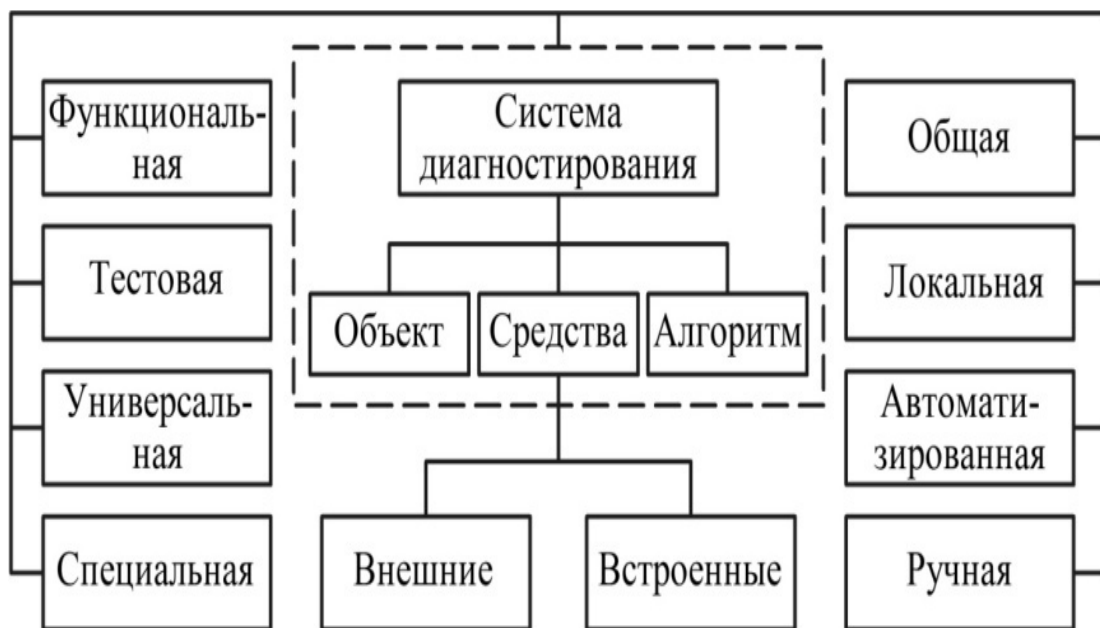 Функциональ-
ная
Тестовая
Универсаль-
ная
Специальная
Система
диагностирования
Объект
Средства
Алгоритм
Внешние
Встроенные
Общая
Локальная
Автомати-
зированная
Ручная